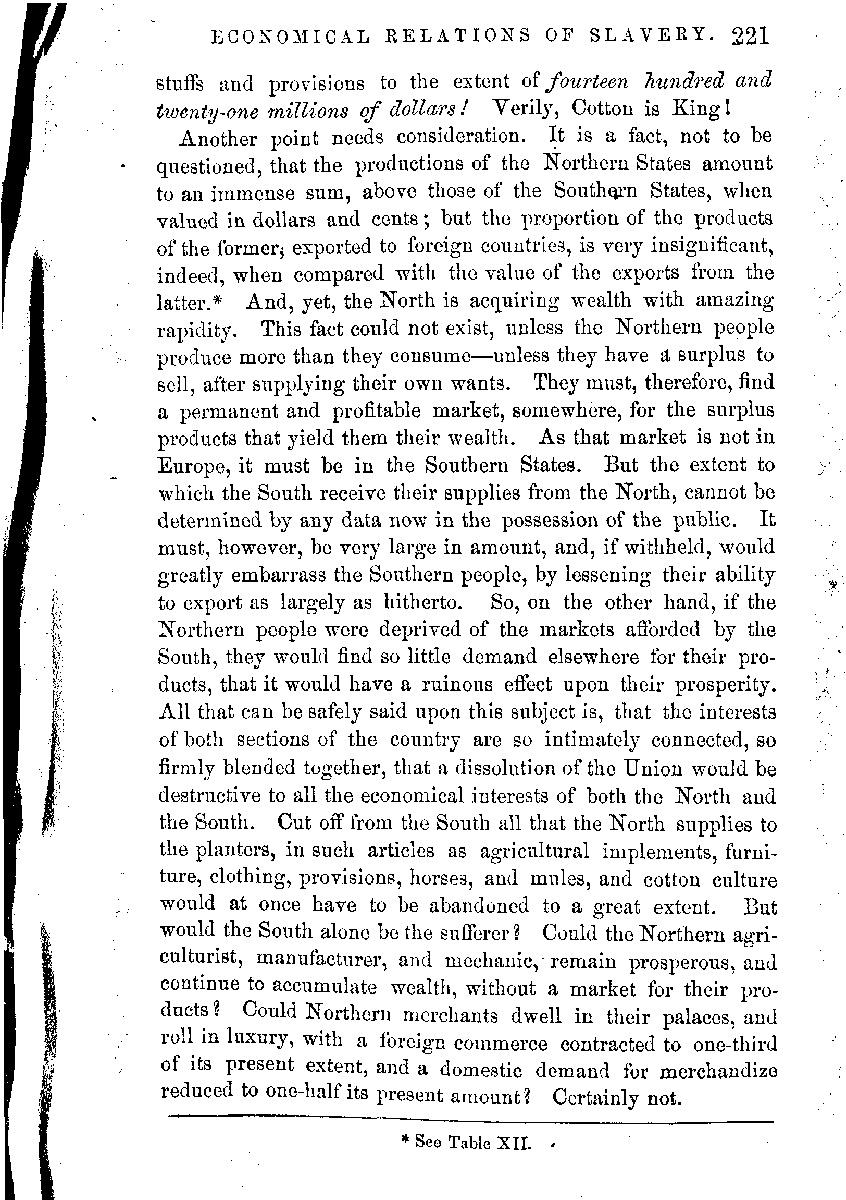 ECONOMICAL RELATIONS OF SLAVERY. 221
stuffs and provisions to the extent of fourteen hundred and
twenty-one millions of dollars! Verily, Cotton is King!
Another point needs consideration. It is a fact, not to be
questioned, that the productions of the Northern States amount
to an immense sum, above those of the Southern States, when
valued in dollars and cents; but the proportion of the products
of the former, exported to foreign countries, is very insignificant,
indeed, when compared with the value of the exports from the
latter.* And, yet, the North is acquiring wealth with amazing
rapidity. This fact could not exist, unless the Northern people
produce more than they consume—unless they have a surplus to
sell, after supplying their own wants. They must, therefore, find
a permanent and profitable market, somewhere, for the surplus
products that yield them their wealth. As that market is not in
Europe, it must be in the Southern States. But the extent to
which the South receive their supplies from the North, cannot be
determined by any data now in the possession of the public. It
must, however, be very large in amount, and, if withheld, would
greatly embarrass the Southern people, by lessening their ability
to export as largely as hitherto. So, on the other hand, if the
Northern people were deprived of the markets afforded by the
South, they would find so little demand elsewhere for their pro-
ducts, that it would have a ruinous effect upon their prosperity.
All that can be safely said upon this subject is, that the interests
of both sections of the country are so intimately connected, so
firmly blended together, that a dissolution of the Union would be
destructive to all the economical interests of both the North and
the South. Cut off from the South all that the North supplies to
the planters, in such articles as agricultural implements, furni-
ture, clothing, provisions, horses, and mules, and cotton culture
would at once have to be abandoned to a great extent. But
would the South alone be the sufferer? Could the Northern agri-
culturist, manufacturer, and mechanic, remain prosperous, and
continue to accumulate wealth, without a market for their pro-
ducts? Could Northern merchants dwell in their palaces, and
roll in luxury, with a foreign commerce contracted to one-third
of its present extent, and a domestic demand for merchandize
reduced to one-half its present amount? Certainly not.
* See Table XII.